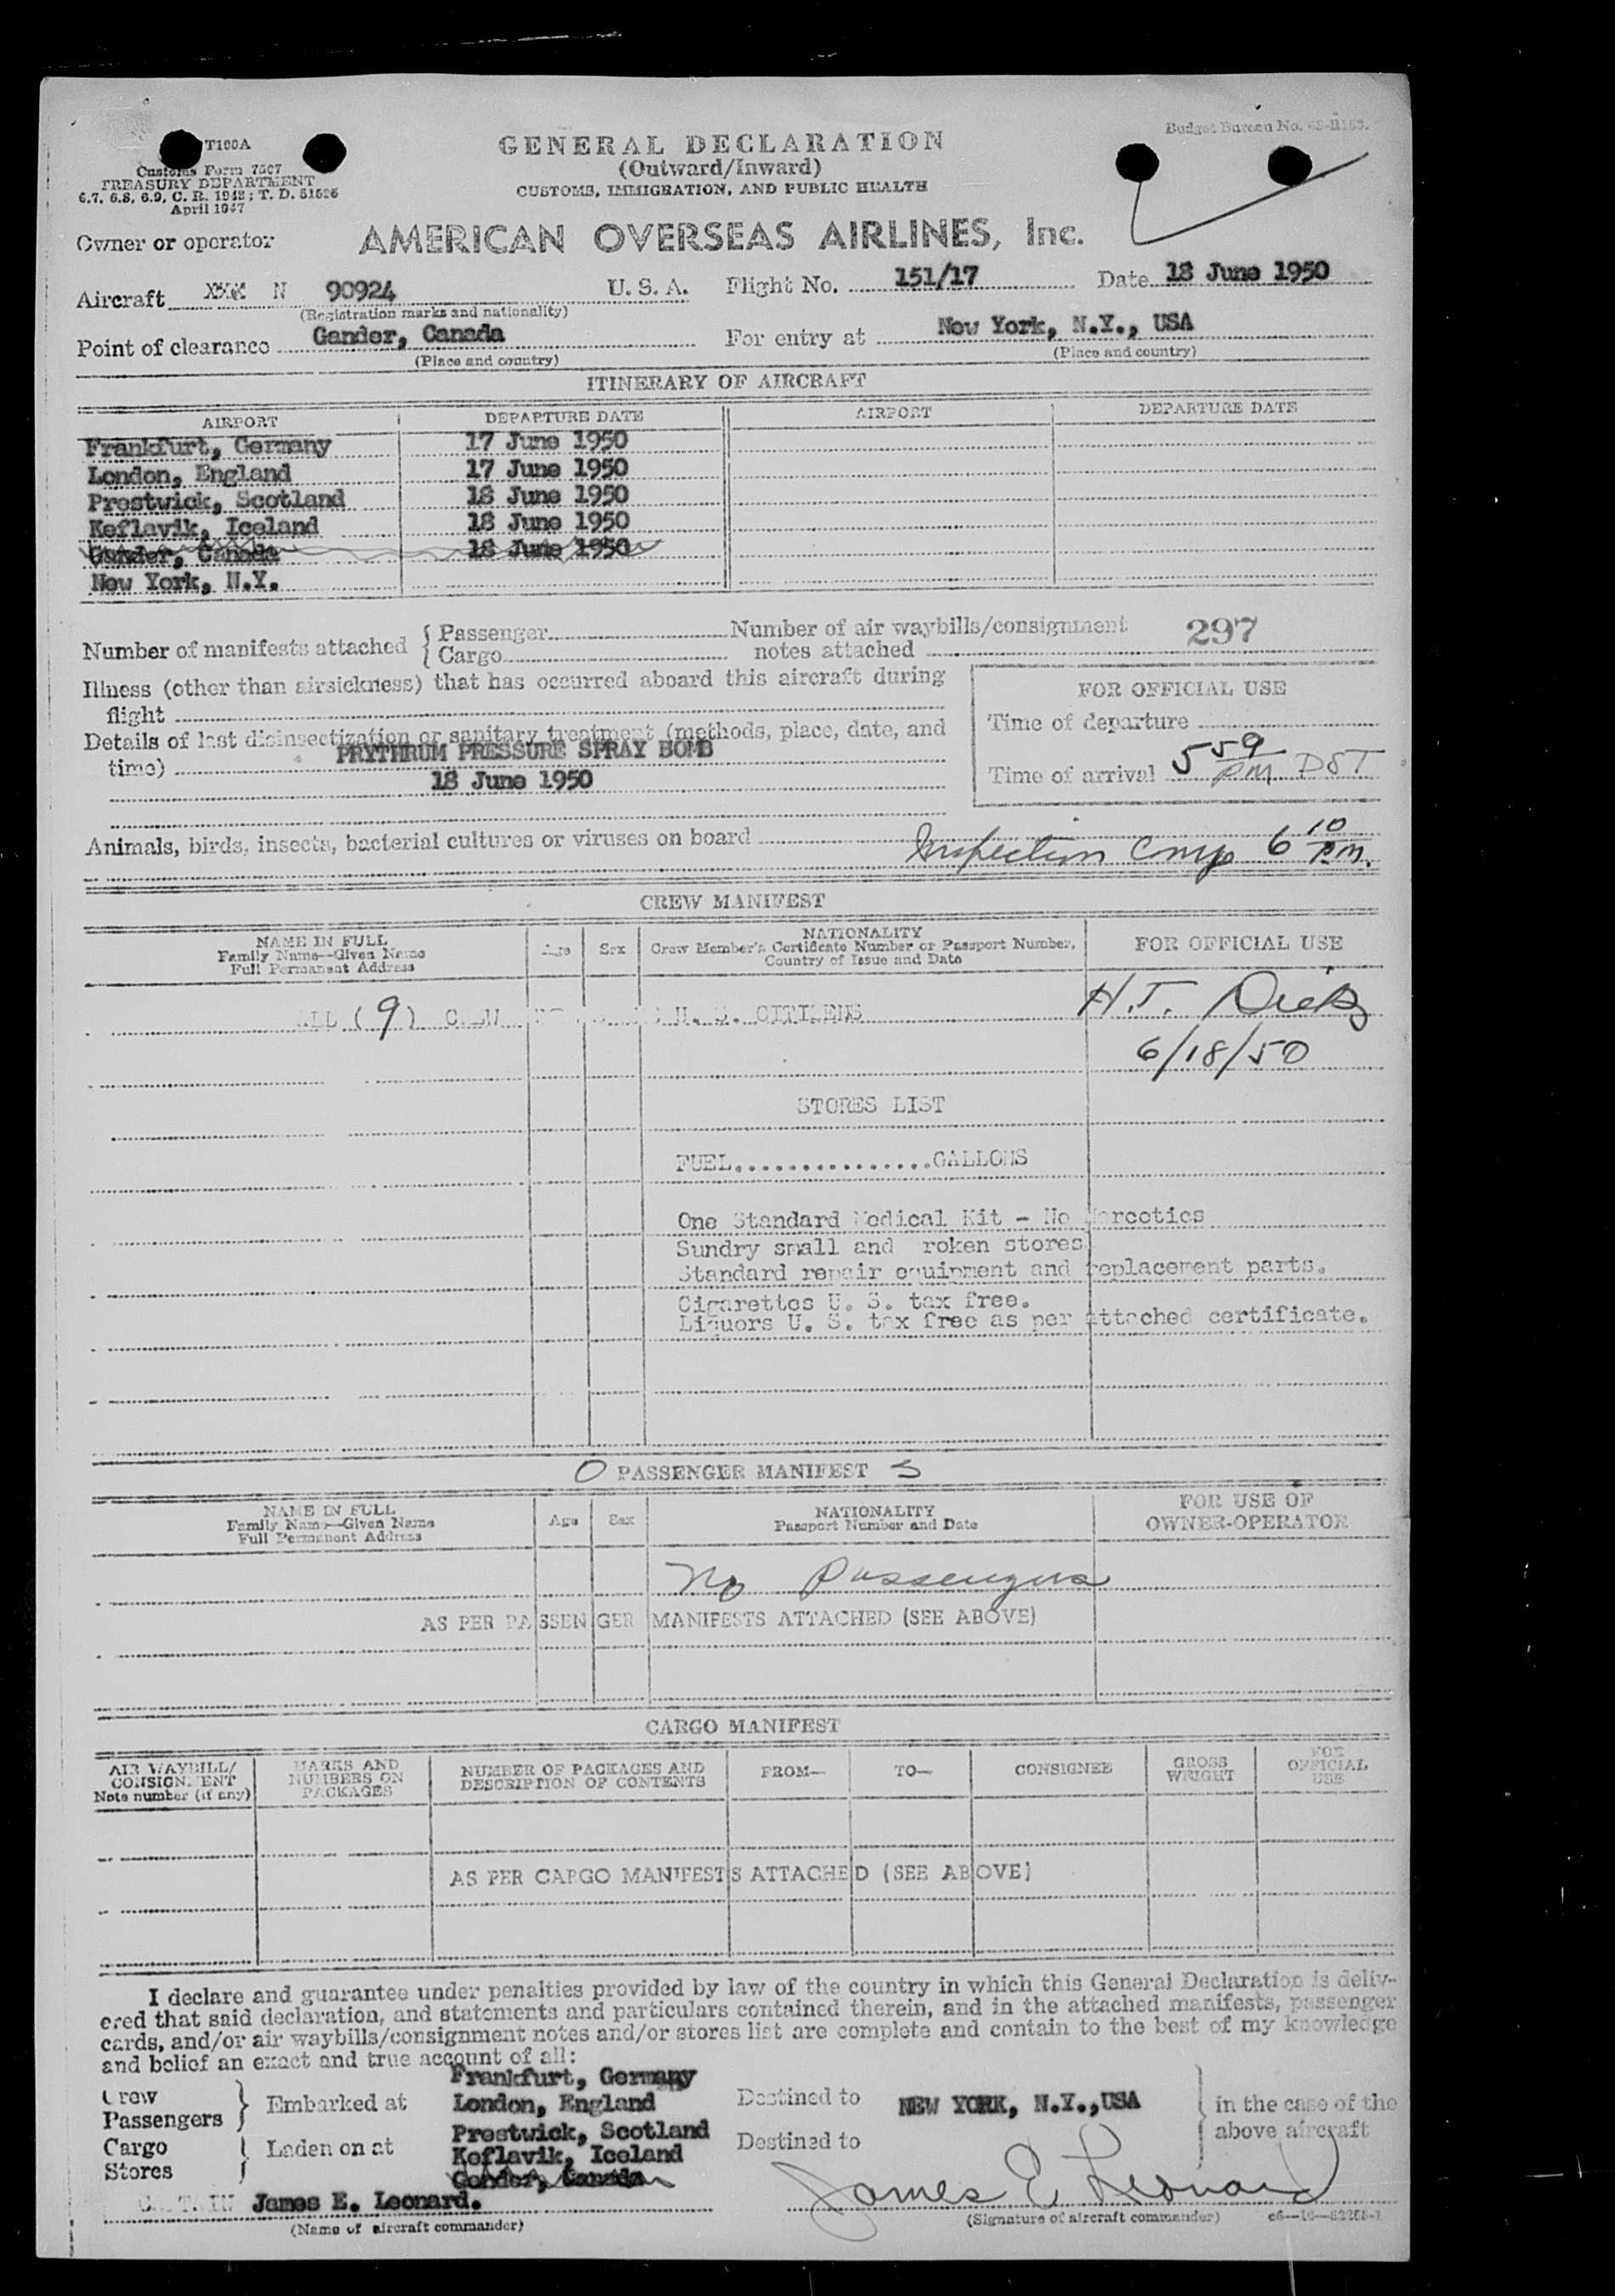 T100A
Customs Form 7507
TREASURY DEPARTMENT
6.7, 6.8, 6.9, C. R. 1943; T. D. 51595
April 1947
Budget Bureau No.
GENERAL DECLARATION
(Outward/Inward)
CUSTOMS, IMMIGRATION, AND PUBLIC HEALTH
Owner or operator AMERICAN OVERSEAS AIRLINES, Inc.
Aircraft XXX N 90924 U. S. A. Flight No. 151/17 Date 18 June 1950
(Registration marks and nationality)
Point of clearance Gander, Canada For entry at New York, N.Y., USA
(Place and country) (Place and country)
ITINERARY OF AIRCRAFT
AIRPORT DEPARTURE DATE AIRPORT DEPARTURE DATE
Frankfurt, Germany 17 June 1950
London, England 17 June 1950
Prestwick, Scotland 18 June 1950
Keflavik, Iceland 18 June 1950
Gander, Canada 18 June 1950
New York, N.Y.
Number of manifests attached { Passenger Number of air waybills/consignment 297
Cargo notes attached
Illness (other than airsickness) that has occurred aboard this aircraft during
flight
FOR OFFICIAL USE
Time of departure
Details of last disinsectization or sanitary treatment (methods, place, date, and
time) PRYTHRUM PRESSURE SPRAY BOMB
18 June 1950
Time of arrival 5 59 PM DST
Animals, birds, insects, bacterial cultures or viruses on board
Inspection Comp 6 10 P.M.
CREW MANIFEST
NAME IN FULL
Family Name—Given Name
Full Permanent Address
Age Sex
NATIONALITY
Crew Member's Certificate Number or Passport Number,
Country of Issue and Date
FOR OFFICIAL USE
ALL (9) U. S. CITIZENS
H.T.
6/18/50
STORES LIST
FUEL................GALLONS
One Standard Medical Kit - No Narcotics
Sundry small and roken stores
Standard repair equipment and replacement parts.
Cigarettes U. S. tax free.
Liquors U. S. tax free as per attached certificate.
O PASSENGER MANIFEST S
NAME IN FULL
Family Name—Given Name
Full Permanent Address
Age Sex
NATIONALITY
Passport Number and Date
FOR USE OF
OWNER-OPERATOR
No Passengers
AS PER PASSENGER MANIFESTS ATTACHED (SEE ABOVE)
CARGO MANIFEST
AIR WAYBILL/
CONSIGNMENT
Note number (if any)
MARKS AND
NUMBERS ON
PACKAGES
NUMBER OF PACKAGES AND
DESCRIPTION OF CONTENTS
FROM—
TO—
CONSIGNEE
GROSS
WEIGHT
FOR
OFFICIAL
USE
AS PER CARGO MANIFESTS ATTACHED (SEE ABOVE)
I declare and guarantee under penalties provided by law of the country in which this General Declaration is deliv-
ered that said declaration, and statements and particulars contained therein, and in the attached manifests, passenger
cards, and/or air waybills/consignment notes and/or stores list are complete and contain to the best of my knowledge
and belief an exact and true account of all:
Crew
Passengers } Embarked at
Cargo
Stores } Laden on at
Frankfurt, Germany
London, England
Prestwick, Scotland
Keflavik, Iceland
Gander, Canada
Destined to NEW YORK, N.Y.,USA
Destined to
in the case of the
above aircraft
James E. Leonard.
(Name of aircraft commander)
James E Leonard
(Signature of aircraft commander)